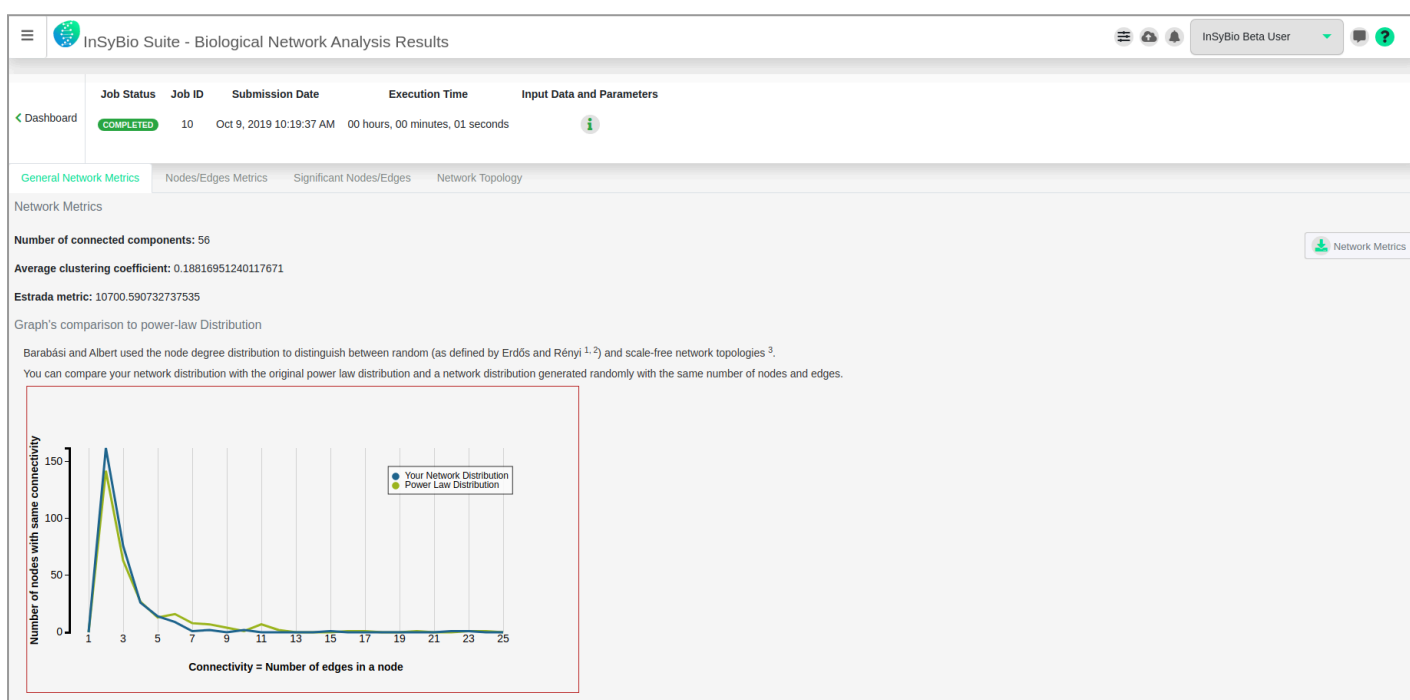 InSyBio Suite - Biological Network Analysis Results
InSyBio Beta User
?
Dashboard
Job Status Job ID Submission Date Execution Time Input Data and Parameters
COMPLETED 10 Oct 9, 2019 10:19:37 AM 00 hours, 00 minutes, 01 seconds i
General Network Metrics Nodes/Edges Metrics Significant Nodes/Edges Network Topology
Network Metrics
Number of connected components: 56
Network Metrics
Average clustering coefficient: 0.18816951240117671
Estrada metric: 10700.590732737535
Graph's comparison to power-law Distribution
Barabási and Albert used the node degree distribution to distinguish between random (as defined by Erdős and Rényi 1, 2) and scale-free network topologies 3.
You can compare your network distribution with the original power law distribution and a network distribution generated randomly with the same number of nodes and edges.
Number of nodes with same connectivity
150
100
50
0
Your Network Distribution
Power Law Distribution
1 3 5 7 9 11 13 15 17 19 21 23 25
Connectivity = Number of edges in a node